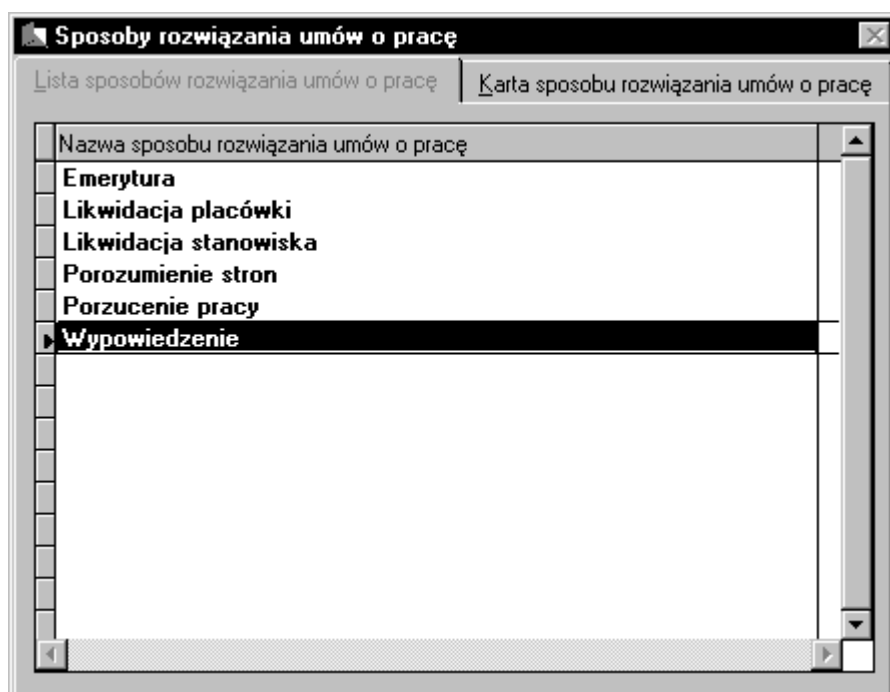 Sposoby rozwiązania umów o pracę
Lista sposobów rozwiązania umów o pracę
Karta sposobu rozwiązania umów o pracę
Nazwa sposobu rozwiązania umów o pracę
Emerytura
Likwidacja placówki
Likwidacja stanowiska
Porozumienie stron
Porzucenie pracy
Wypowiedzenie